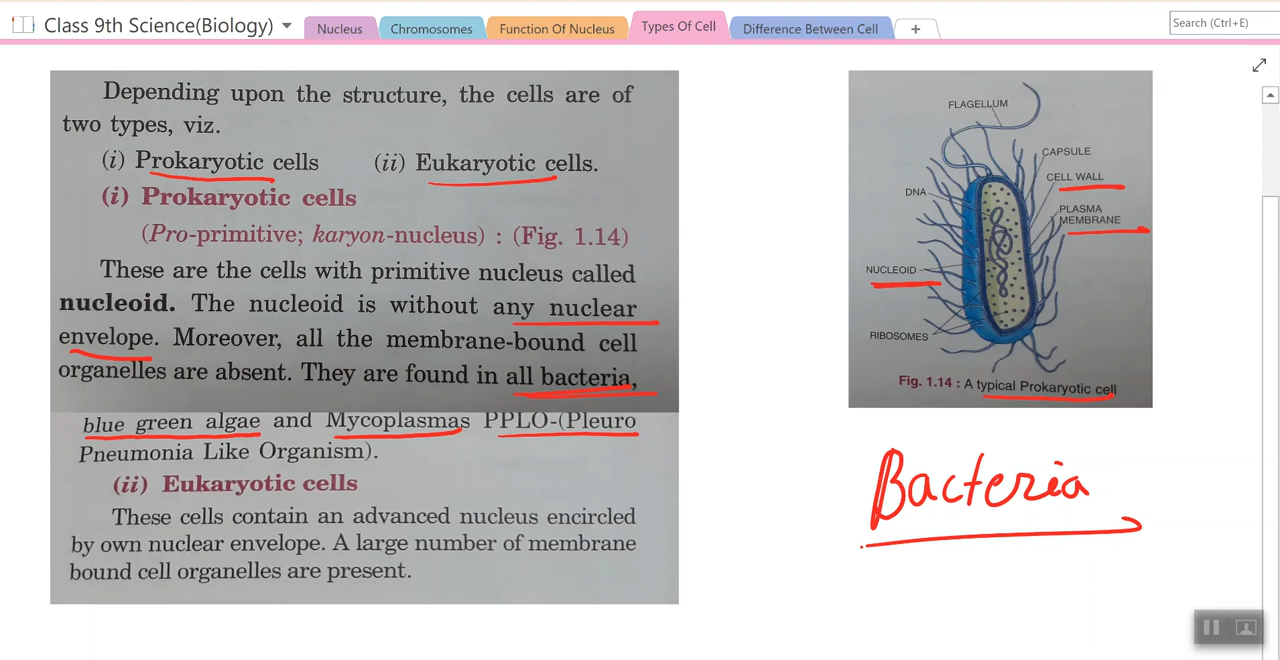 Class 9th Science(Biology)
Nucleus
Chromosomes
Function Of Nucleus
Types Of Cell
Difference Between Cell
+
Search (Ctrl+E)
Depending upon the structure, the cells are of
two types, viz.
(i) Prokaryotic cells (ii) Eukaryotic cells.
(i) Prokaryotic cells
(Pro-primitive; karyon-nucleus) : (Fig. 1.14)
These are the cells with primitive nucleus called
nucleoid. The nucleoid is without any nuclear
envelope. Moreover, all the membrane-bound cell
organelles are absent. They are found in all bacteria,
blue green algae and Mycoplasmas PPLO-(Pleuro
Pneumonia Like Organism).
(ii) Eukaryotic cells
These cells contain an advanced nucleus encircled
by own nuclear envelope. A large number of membrane
bound cell organelles are present.
FLAGELLUM
CAPSULE
CELL WALL
DNA
PLASMA
MEMBRANE
NUCLEOID
RIBOSOMES
Fig. 1.14 : A typical Prokaryotic cell
Bacteria